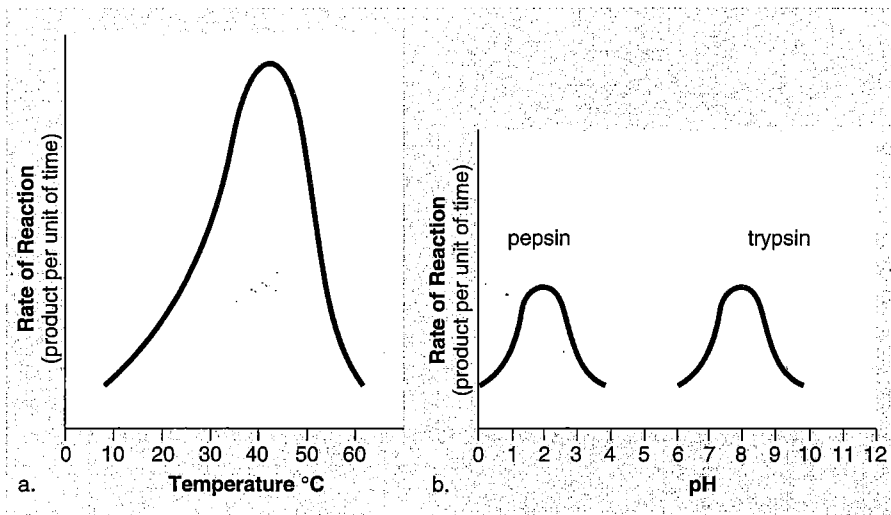 Rate of Reaction
(product per unit of time)
0 10 20 30 40 50 60
a.
Temperature °C
Rate of Reaction
(product per unit of time)
pepsin
trypsin
0 1 2 3 4 5 6 7 8 9 10 11 12
b.
pH